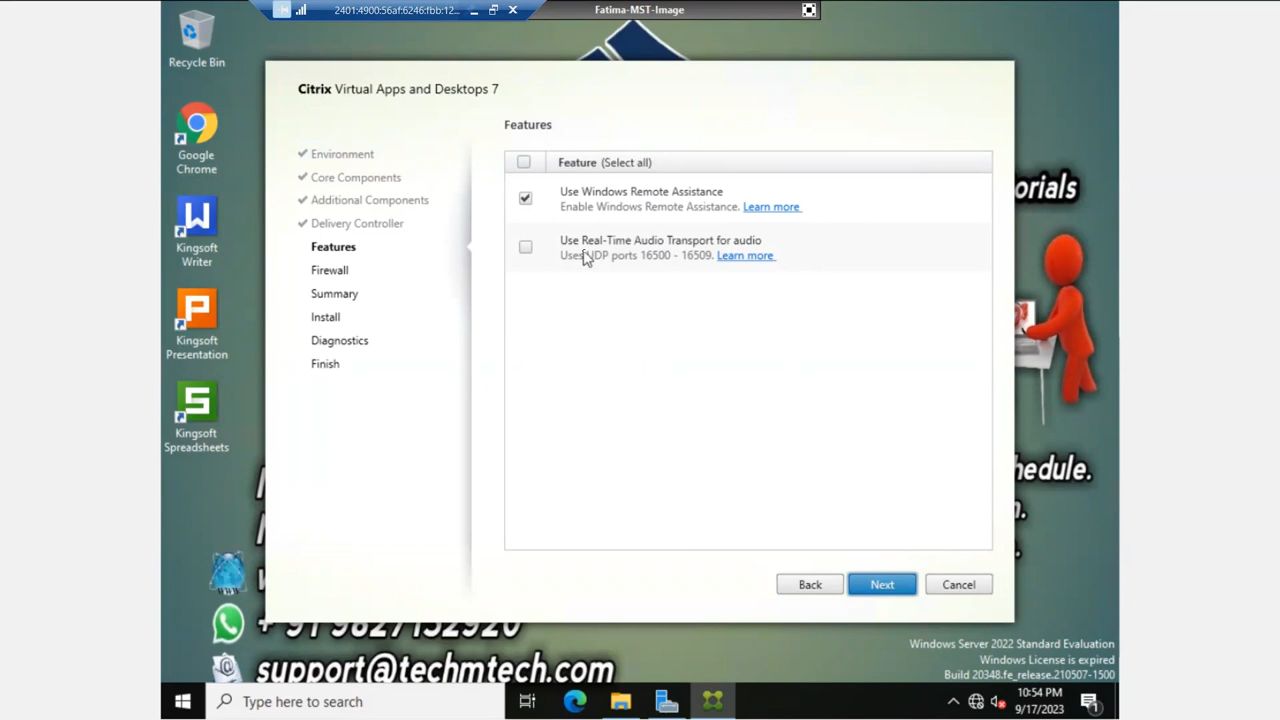 2401:4900:56af:6246:fbb:12...
Fatima-MST-Image
Recycle Bin
Google
Chrome
Kingsoft
Writer
Kingsoft
Presentation
Kingsoft
Spreadsheets
Citrix Virtual Apps and Desktops 7
Environment
Core Components
Additional Components
Delivery Controller
Features
Firewall
Summary
Install
Diagnostics
Finish
Features
Feature (Select all)
Use Windows Remote Assistance
Enable Windows Remote Assistance. Learn more
Use Real-Time Audio Transport for audio
Uses UDP ports 16500 - 16509. Learn more
Back
Next
Cancel
orials
hedule.
support@techmtech.com
Windows Server 2022 Standard Evaluation
Windows License is expired
Build 20348.fe_release.210507-1500
Type here to search
10:54 PM
9/17/2023
1